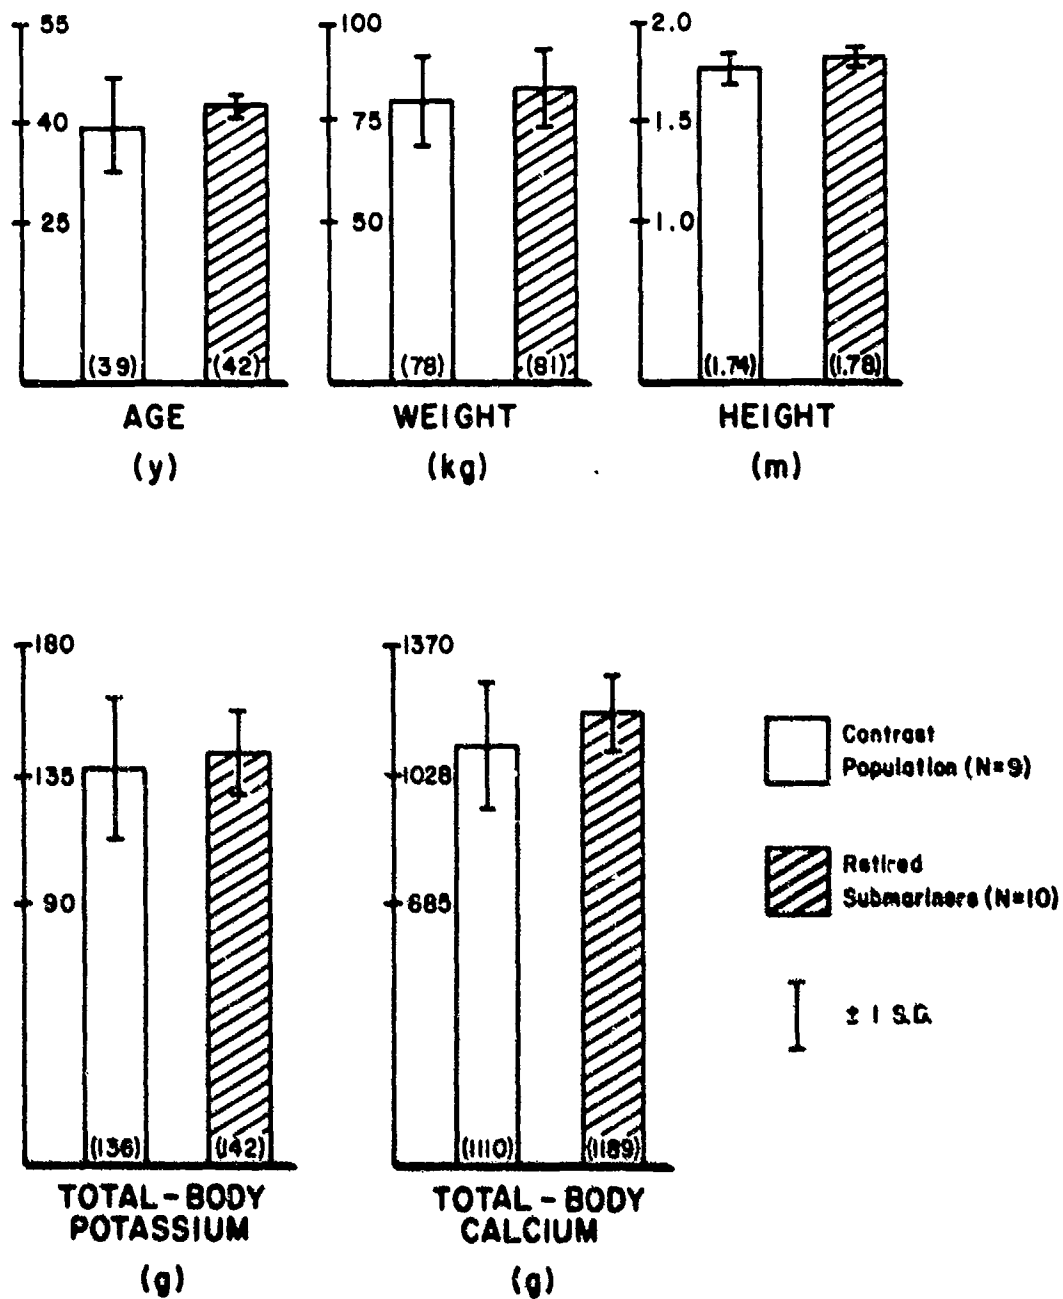 55
40
25
(39)
(42)
AGE
(y)
100
75
50
(78)
(81)
WEIGHT
(kg)
2.0
1.5
1.0
(1.74)
(1.78)
HEIGHT
(m)
180
135
90
(136)
(142)
TOTAL-BODY
POTASSIUM
(g)
1370
1028
685
(1110)
(1189)
TOTAL-BODY
CALCIUM
(g)
Contrast
Population (N=9)
Retired
Submariners (N=10)
± 1 S.D.